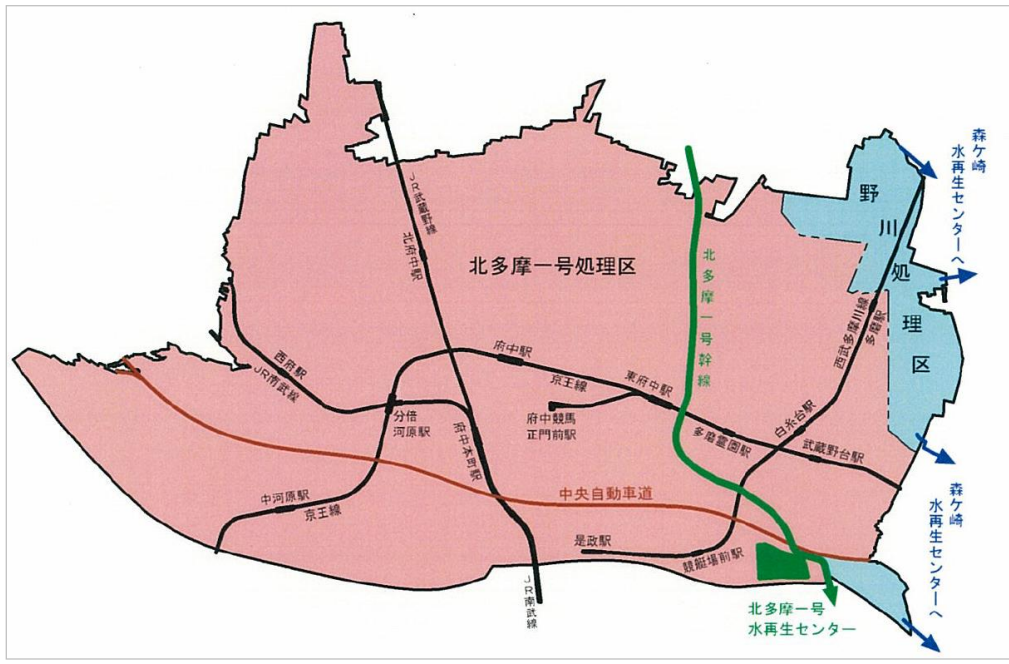 森ケ崎
水再生センターへ
野川処理区
JR武蔵野線
北府中駅
北多摩一号処理区
北多摩一号幹線
西武多摩川線
多磨駅
西府駅
JR南武線
府中駅
京王線
東府中駅
分倍
河原駅
府中競馬
正門前駅
府中本町駅
多磨霊園駅
白糸台駅
武蔵野台駅
中河原駅
京王線
中央自動車道
是政駅
競艇場前駅
JR南武線
北多摩一号
水再生センター
森ケ崎
水再生センターへ